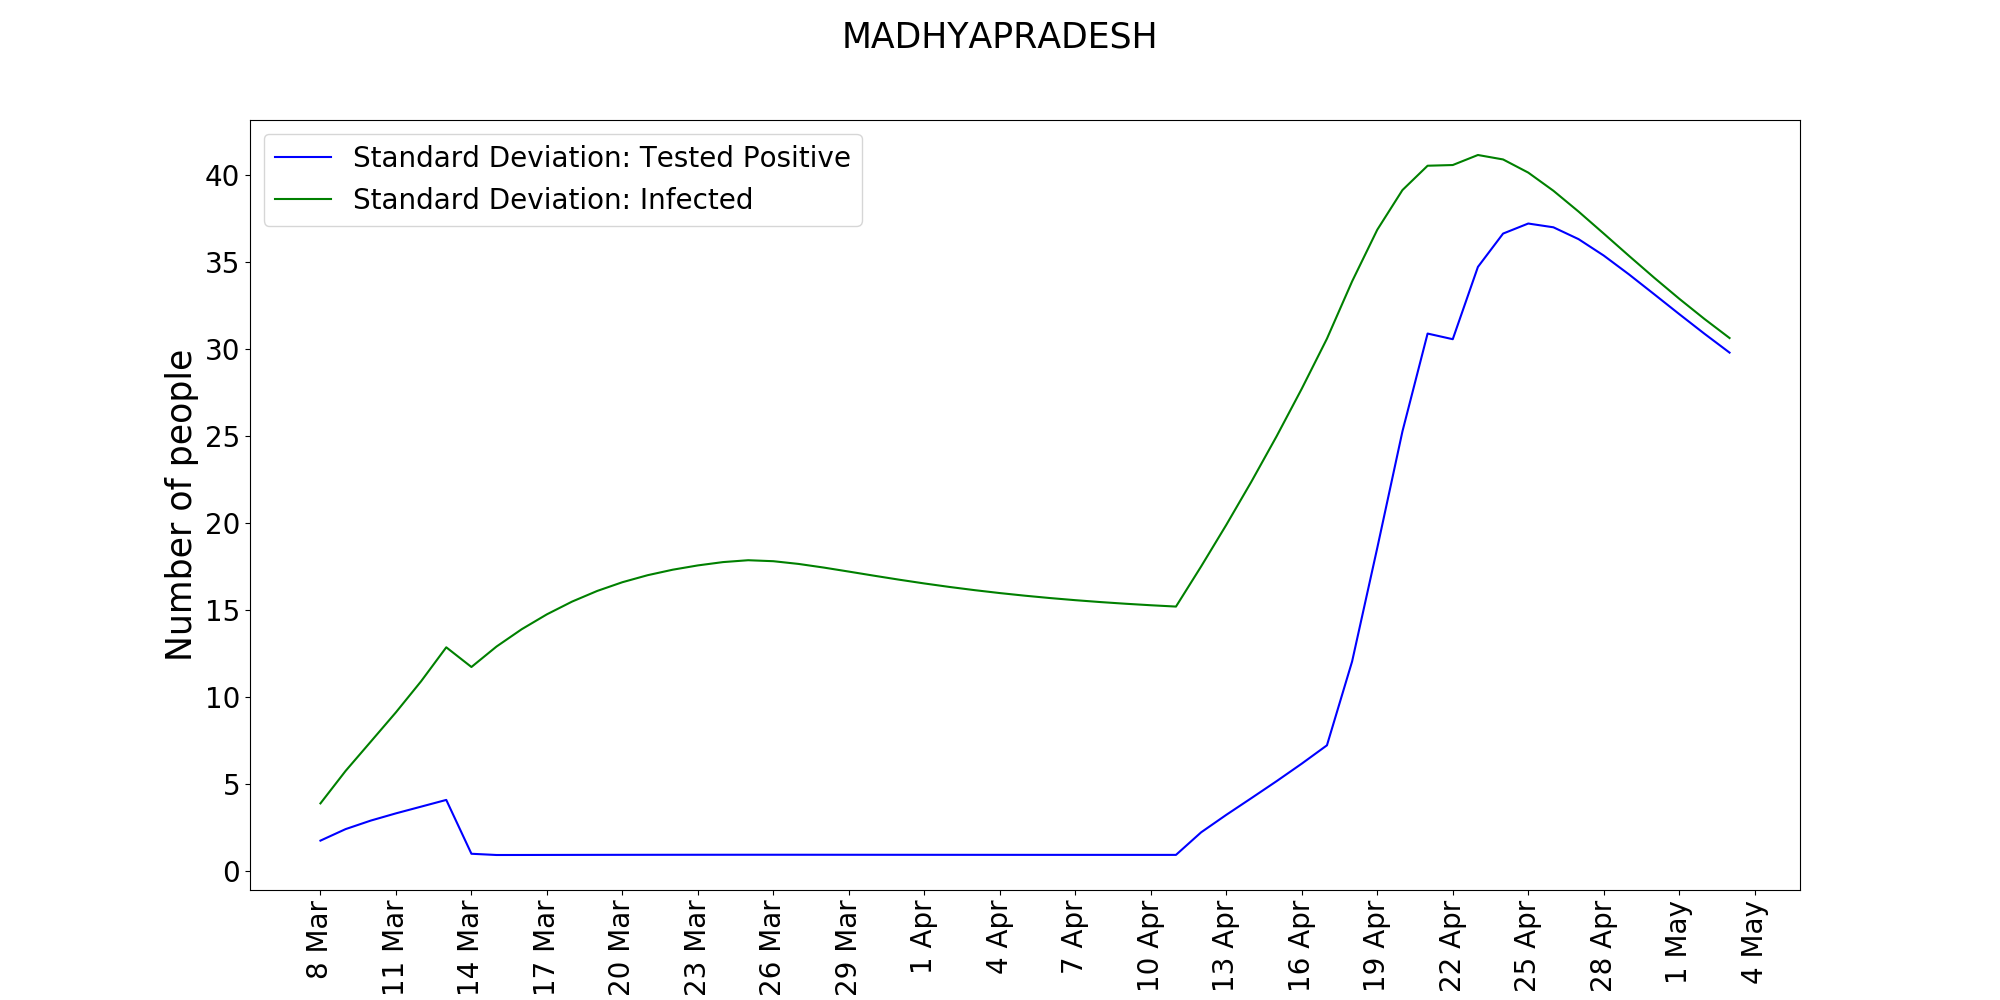 MADHYAPRADESH
Standard Deviation: Tested Positive
Standard Deviation: Infected
Number of people
40
35
30
25
20
15
10
5
0
8 Mar
11 Mar
14 Mar
17 Mar
20 Mar
23 Mar
26 Mar
29 Mar
1 Apr
4 Apr
7 Apr
10 Apr
13 Apr
16 Apr
19 Apr
22 Apr
25 Apr
28 Apr
1 May
4 May